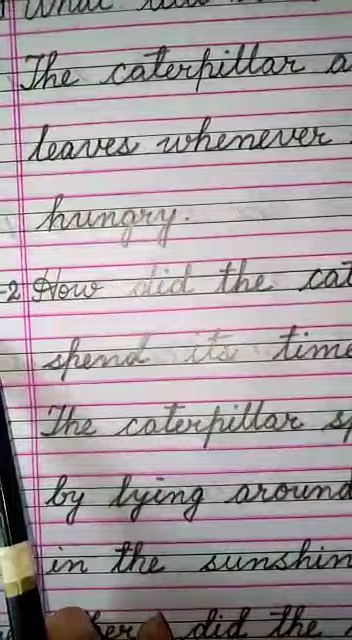 What
The caterpillar a
leaves whenever
hungry.
-2 How did the cat
spend its time
The caterpillar sp
by lying around
in the sunshin
did the